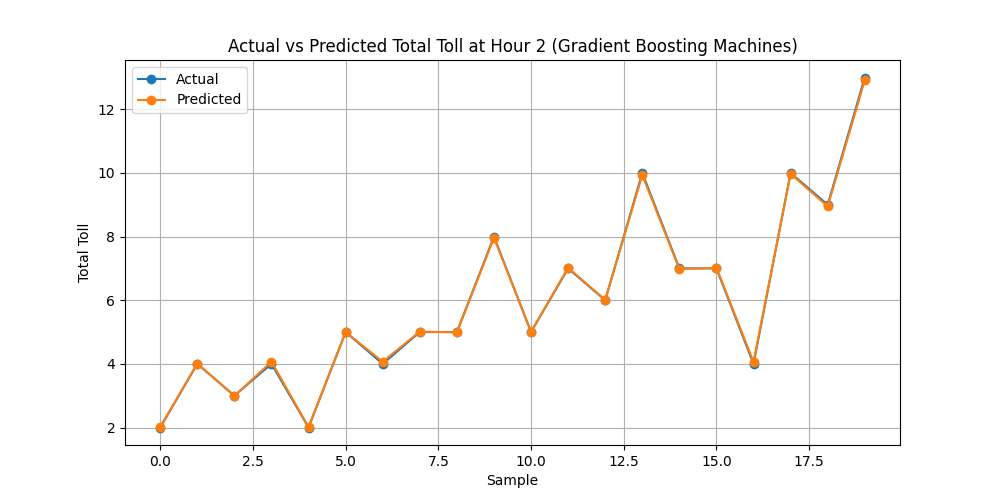 Actual vs Predicted Total Toll at Hour 2 (Gradient Boosting Machines)
Actual
Predicted
Total Toll
12
10
8
6
4
2
0.0 2.5 5.0 7.5 10.0 12.5 15.0 17.5
Sample